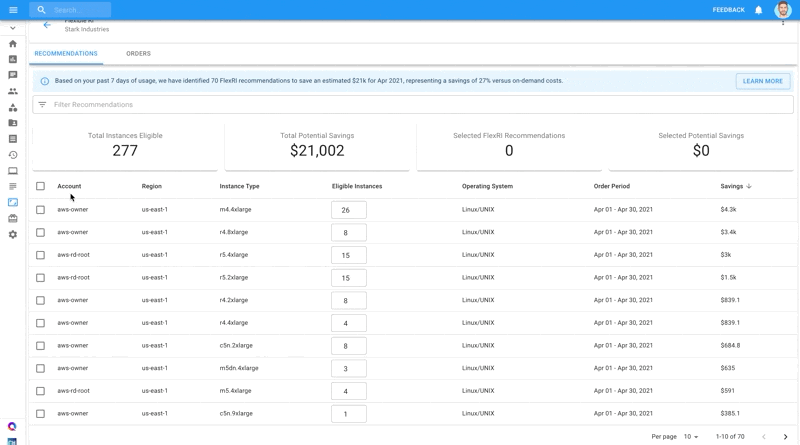 Search...
FEEDBACK
Flexible RI
Stark Industries
RECOMMENDATIONS ORDERS
Based on your past 7 days of usage, we have identified 70 FlexRI recommendations to save an estimated $21k for Apr 2021, representing a savings of 27% versus on-demand costs.
LEARN MORE
Filter Recommendations
Total Instances Eligible Total Potential Savings Selected FlexRI Recommendations Selected Potential Savings
277 $21,002 0 $0
Account Region Instance Type Eligible Instances Operating System Order Period Savings
aws-owner us-east-1 m4.4xlarge 26 Linux/UNIX Apr 01 - Apr 30, 2021 $4.3k
aws-owner us-east-1 r4.8xlarge 8 Linux/UNIX Apr 01 - Apr 30, 2021 $3.4k
aws-rd-root us-east-1 r5.4xlarge 15 Linux/UNIX Apr 01 - Apr 30, 2021 $3k
aws-rd-root us-east-1 r5.2xlarge 15 Linux/UNIX Apr 01 - Apr 30, 2021 $1.5k
aws-owner us-east-1 r4.2xlarge 8 Linux/UNIX Apr 01 - Apr 30, 2021 $839.1
aws-owner us-east-1 r4.4xlarge 4 Linux/UNIX Apr 01 - Apr 30, 2021 $839.1
aws-owner us-east-1 c5n.2xlarge 8 Linux/UNIX Apr 01 - Apr 30, 2021 $684.8
aws-owner us-east-1 m5dn.4xlarge 3 Linux/UNIX Apr 01 - Apr 30, 2021 $635
aws-rd-root us-east-1 m5.4xlarge 4 Linux/UNIX Apr 01 - Apr 30, 2021 $591
aws-owner us-east-1 c5n.9xlarge 1 Linux/UNIX Apr 01 - Apr 30, 2021 $385.1
Per page 10 1-10 of 70